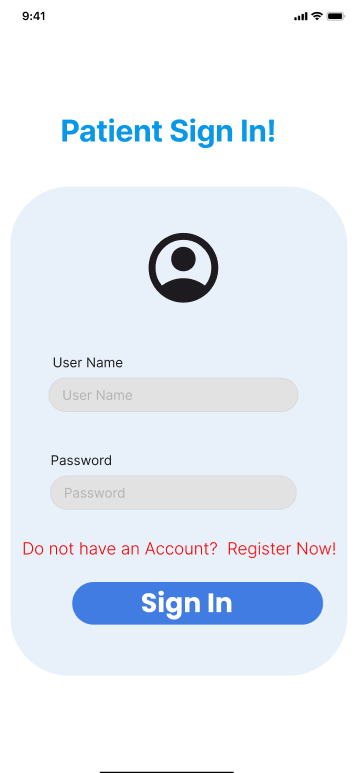 9:41
Patient Sign In!
User Name
User Name
Password
Password
Do not have an Account?  Register Now!
Sign In